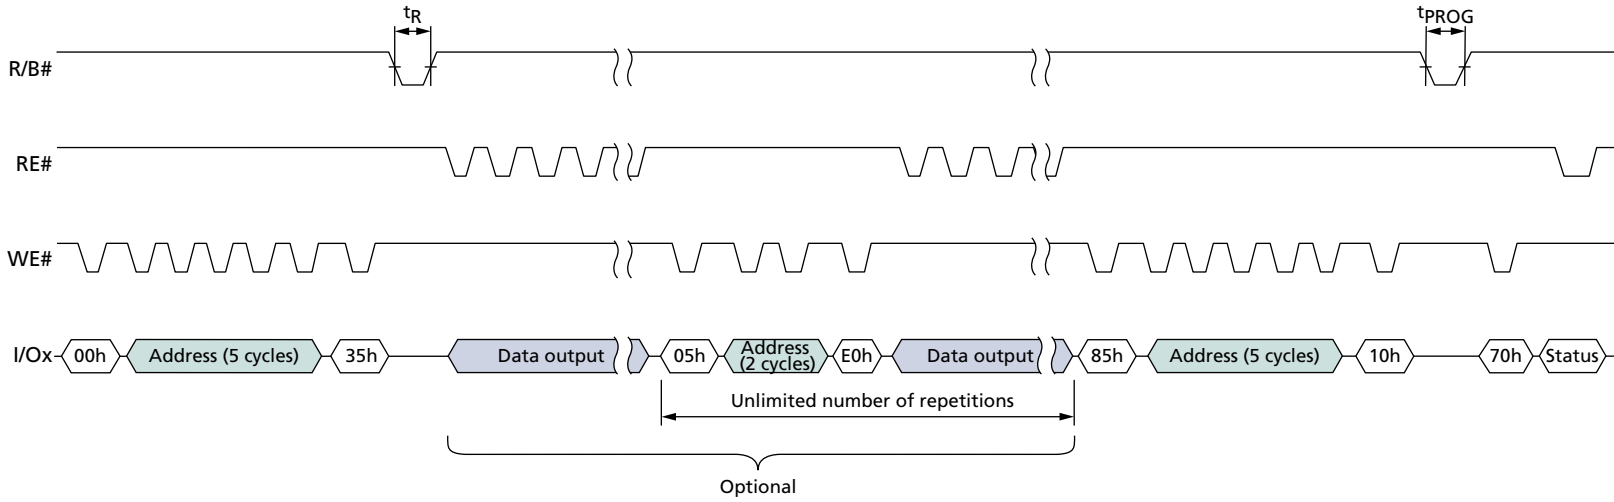 tR
tPROG
R/B#
RE#
WE#
I/Ox
00h
Address (5 cycles)
35h
Data output
05h
Address
(2 cycles)
E0h
Data output
85h
Address (5 cycles)
10h
70h
Status
Unlimited number of repetitions
Optional